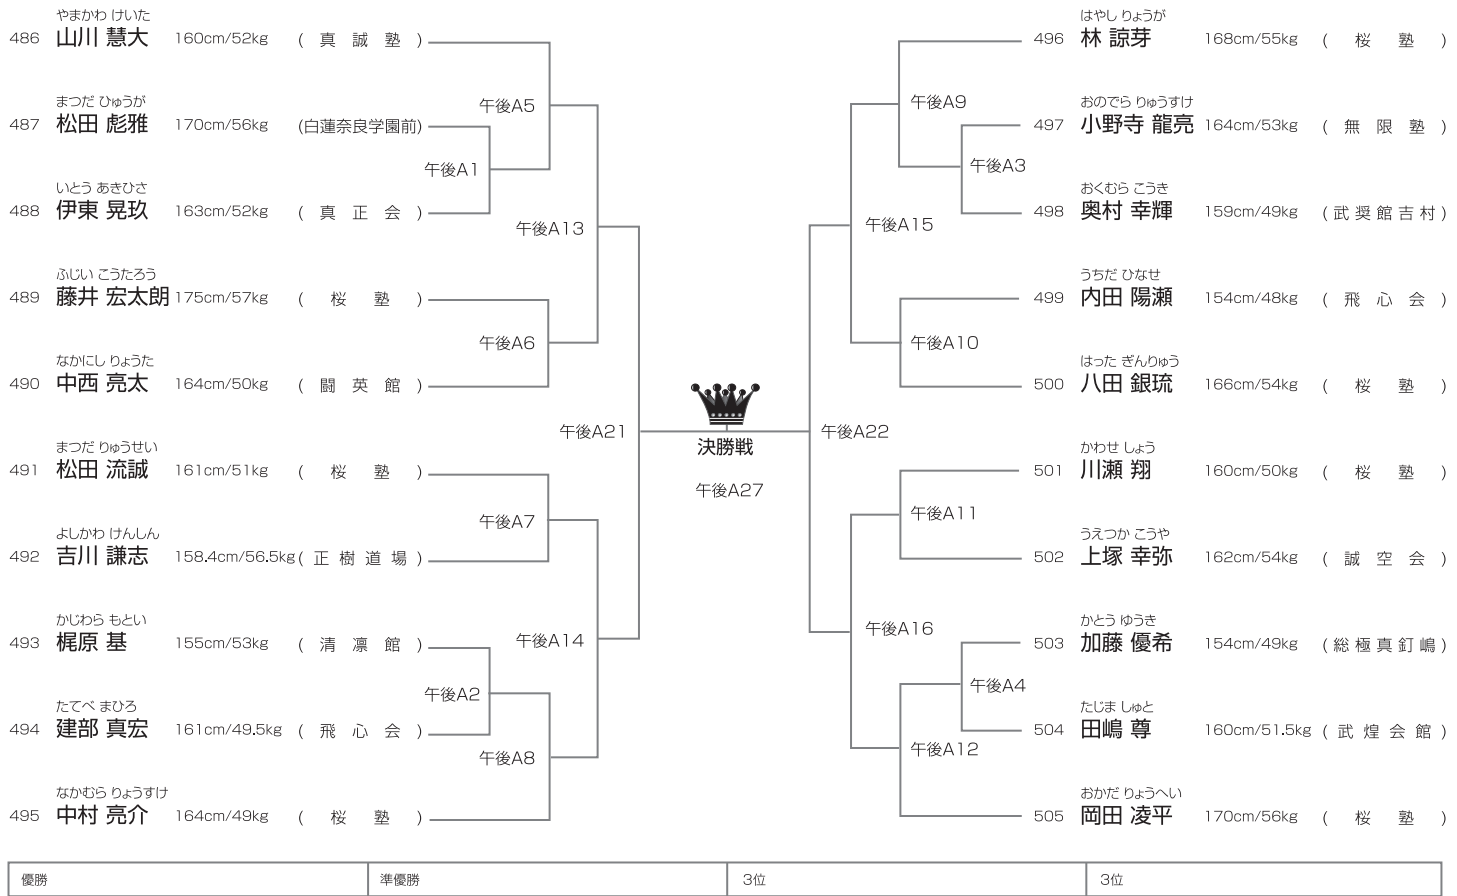 やまかわ けいた
486 山川 慧大 160cm/52kg ( 真 誠 塾 )
まつだ ひゅうが
487 松田 彪雅 170cm/56kg (白蓮奈良学園前)
いとう あきひさ
488 伊東 晃玖 163cm/52kg ( 真 正 会 )
ふじい こうたろう
489 藤井 宏太朗 175cm/57kg ( 桜 塾 )
なかにし りょうた
490 中西 亮太 164cm/50kg ( 闘 英 館 )
まつだ りゅうせい
491 松田 流誠 161cm/51kg ( 桜 塾 )
よしかわ けんしん
492 吉川 謙志 158.4cm/56.5kg ( 正 樹 道 場 )
かじわら もとい
493 梶原 基 155cm/53kg ( 清 凛 館 )
たてべ まひろ
494 建部 真宏 161cm/49.5kg ( 飛 心 会 )
なかむら りょうすけ
495 中村 亮介 164cm/49kg ( 桜 塾 )
午後A5
午後A1
午後A13
午後A6
午後A21
午後A7
午後A14
午後A2
午後A8
決勝戦
午後A27
午後A9
午後A3
午後A15
午後A10
午後A22
午後A11
午後A16
午後A4
午後A12
はやし りょうが
496 林 諒芽 168cm/55kg ( 桜 塾 )
おのでら りゅうすけ
497 小野寺 龍亮 164cm/53kg ( 無 限 塾 )
おくむら こうき
498 奥村 幸輝 159cm/49kg ( 武 奨 館 吉 村 )
うちだ ひなせ
499 内田 陽瀬 154cm/48kg ( 飛 心 会 )
はった ぎんりゅう
500 八田 銀琉 166cm/54kg ( 桜 塾 )
かわせ しょう
501 川瀬 翔 160cm/50kg ( 桜 塾 )
うえつか こうや
502 上塚 幸弥 162cm/54kg ( 誠 空 会 )
かとう ゆうき
503 加藤 優希 154cm/49kg ( 総 極 真 釘 嶋 )
たじま しゅと
504 田嶋 尊 160cm/51.5kg ( 武 煌 会 館 )
おかだ りょうへい
505 岡田 凌平 170cm/56kg ( 桜 塾 )
優勝 準優勝 3位 3位